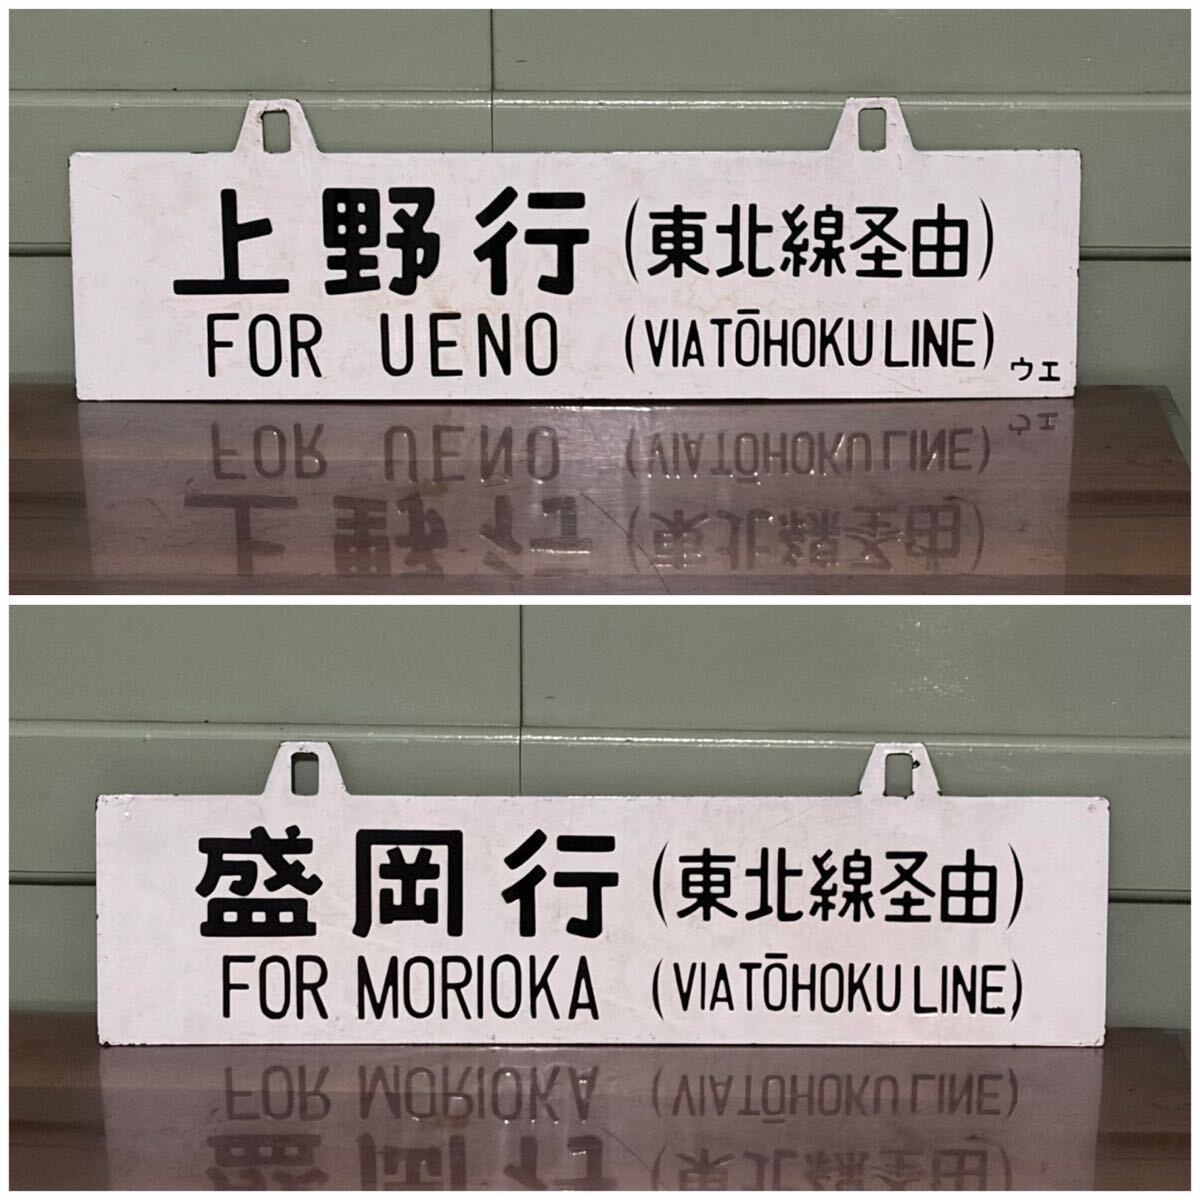 上野行（東北線経由）
FOR UENO (VIA TŌHOKU LINE)
ウエ
盛岡行（東北線経由）
FOR MORIOKA (VIA TŌHOKU LINE)